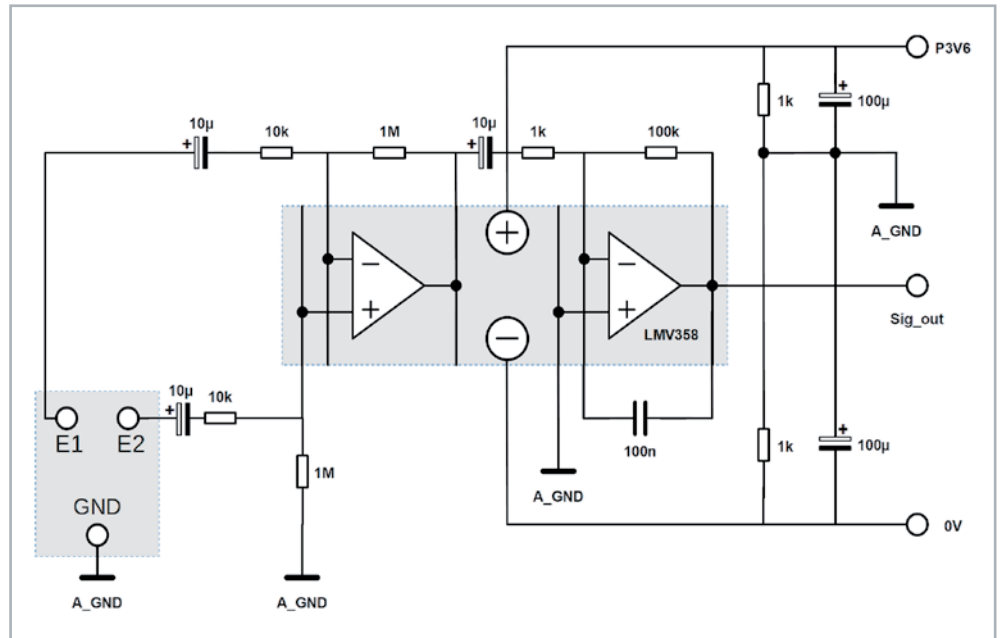 P3V6
1k
100µ
10µ
10k
1M
10µ
1k
100k
A_GND
+
−
−
+
−
+
LMV358
Sig_out
10µ
10k
E1
E2
1M
100n
1k
100µ
A_GND
GND
0V
A_GND
A_GND